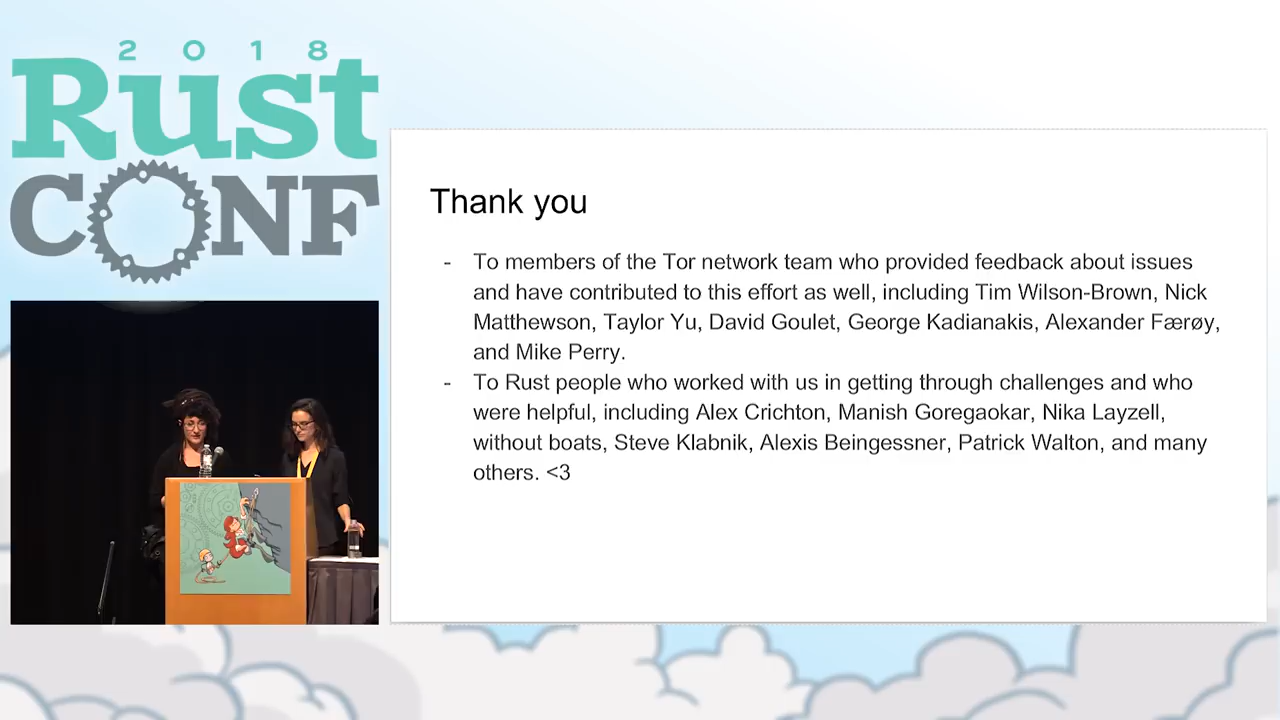 2018
Rust
CONF
Thank you
- To members of the Tor network team who provided feedback about issues
and have contributed to this effort as well, including Tim Wilson-Brown, Nick
Matthewson, Taylor Yu, David Goulet, George Kadianakis, Alexander Færøy,
and Mike Perry.
- To Rust people who worked with us in getting through challenges and who
were helpful, including Alex Crichton, Manish Goregaokar, Nika Layzell,
without boats, Steve Klabnik, Alexis Beingessner, Patrick Walton, and many
others. <3